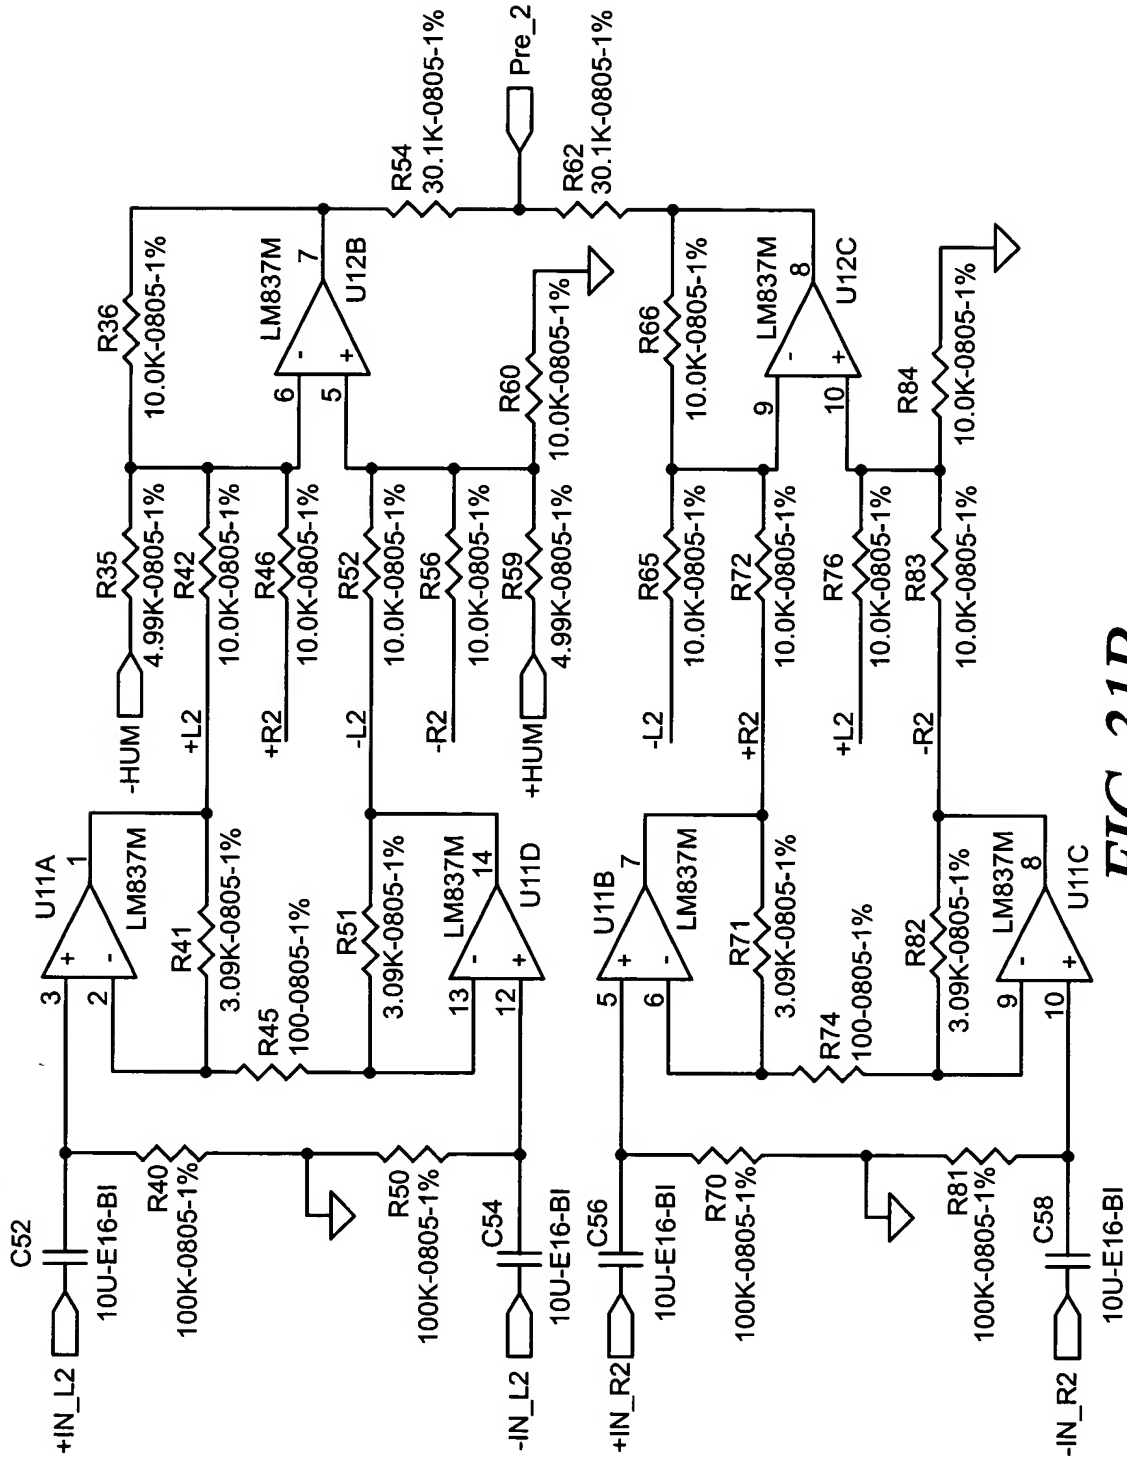 +IN_L2
C52
10U-E16-BI
R40
100K-0805-1%
R50
100K-0805-1%
-IN_L2
C54
10U-E16-BI
3
2
+
-
U11A
1
LM837M
R41
3.09K-0805-1%
R45
100-0805-1%
R51
3.09K-0805-1%
13
12
-
+
LM837M
14
U11D
-HUM
+L2
+R2
-L2
-R2
+HUM
R35
4.99K-0805-1%
R42
10.0K-0805-1%
R46
10.0K-0805-1%
R52
10.0K-0805-1%
R56
10.0K-0805-1%
R59
4.99K-0805-1%
R36
10.0K-0805-1%
6
5
-
+
LM837M
7
U12B
R60
10.0K-0805-1%
R54
30.1K-0805-1%
Pre_2
R62
30.1K-0805-1%
+IN_R2
C56
10U-E16-BI
R70
100K-0805-1%
R81
100K-0805-1%
-IN_R2
C58
10U-E16-BI
5
6
+
-
U11B
7
LM837M
R71
3.09K-0805-1%
R74
100-0805-1%
R82
3.09K-0805-1%
9
10
-
+
LM837M
8
U11C
-L2
+R2
+L2
-R2
R65
10.0K-0805-1%
R72
10.0K-0805-1%
R76
10.0K-0805-1%
R83
10.0K-0805-1%
R66
10.0K-0805-1%
9
10
-
+
LM837M
8
U12C
R84
10.0K-0805-1%